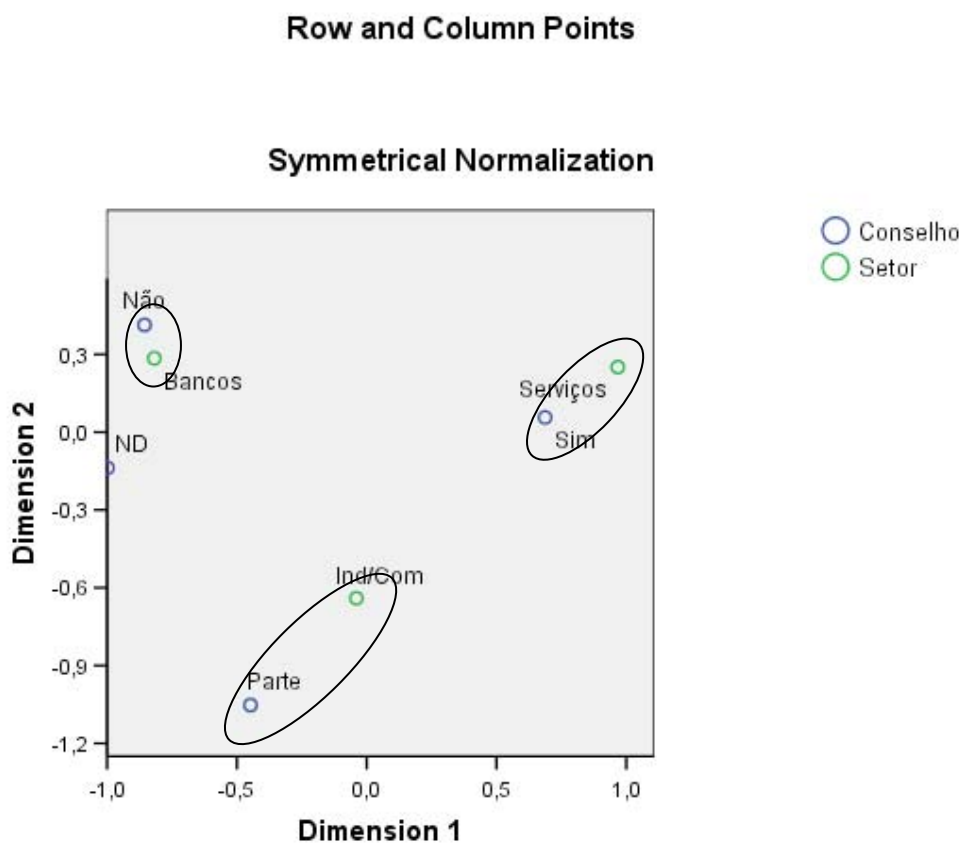 Row and Column Points
Symmetrical Normalization
Conselho
Setor
Não
Bancos
ND
Serviços
Sim
Ind/Com
Parte
0,3
0,0
-0,3
-0,6
-0,9
-1,2
Dimension 2
-1,0
-0,5
0,0
0,5
1,0
Dimension 1